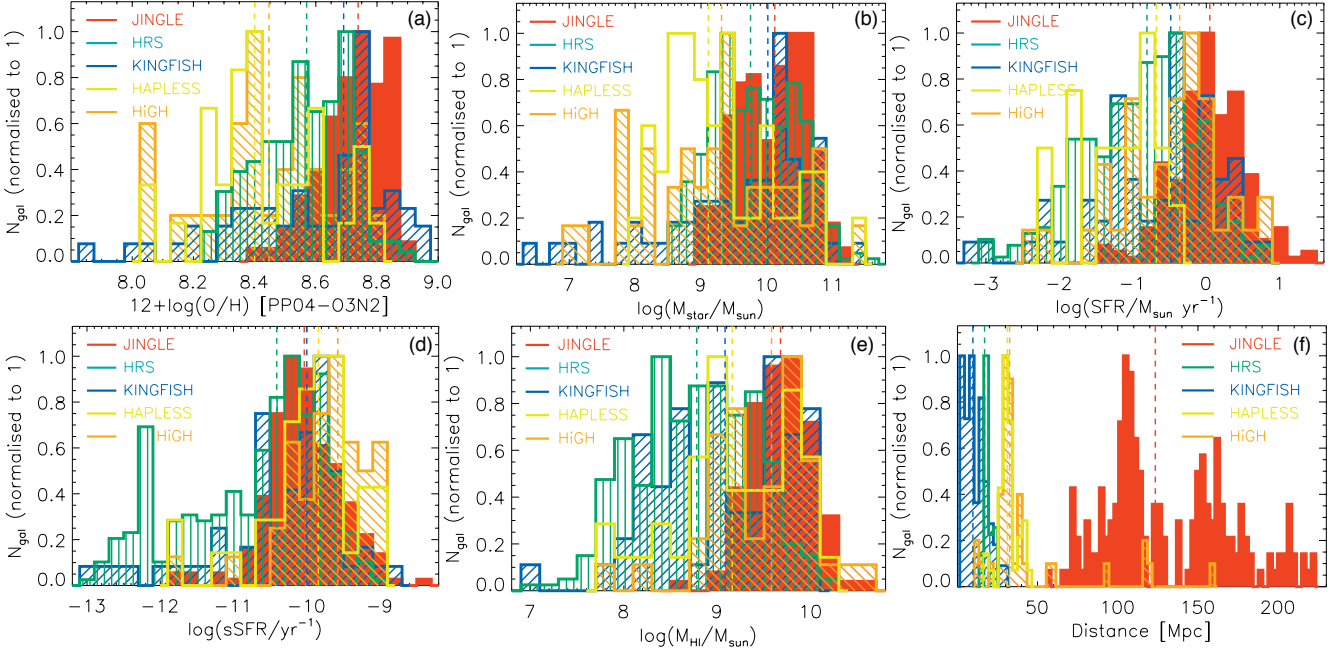 (a)
JINGLE
HRS
KINGFISH
HAPLESS
HiGH
N_gal (normalised to 1)
1.0
0.8
0.6
0.4
0.2
0.0
8.0 8.2 8.4 8.6 8.8 9.0
12+log(O/H) [PP04-O3N2]
(b)
JINGLE
HRS
KINGFISH
HAPLESS
HiGH
N_gal (normalised to 1)
1.0
0.8
0.6
0.4
0.2
0.0
7 8 9 10 11
log(M_star/M_sun)
(c)
JINGLE
HRS
KINGFISH
HAPLESS
HiGH
N_gal (normalised to 1)
1.0
0.8
0.6
0.4
0.2
0.0
−3 −2 −1 0 1
log(SFR/M_sun yr⁻¹)
(d)
JINGLE
HRS
KINGFISH
HAPLESS
HiGH
N_gal (normalised to 1)
1.0
0.8
0.6
0.4
0.2
0.0
−13 −12 −11 −10 −9
log(sSFR/yr⁻¹)
(e)
JINGLE
HRS
KINGFISH
HAPLESS
HiGH
N_gal (normalised to 1)
1.0
0.8
0.6
0.4
0.2
0.0
7 8 9 10
log(M_HI/M_sun)
(f)
JINGLE
HRS
KINGFISH
HAPLESS
HiGH
N_gal (normalised to 1)
1.0
0.8
0.6
0.4
0.2
0.0
50 100 150 200
Distance [Mpc]